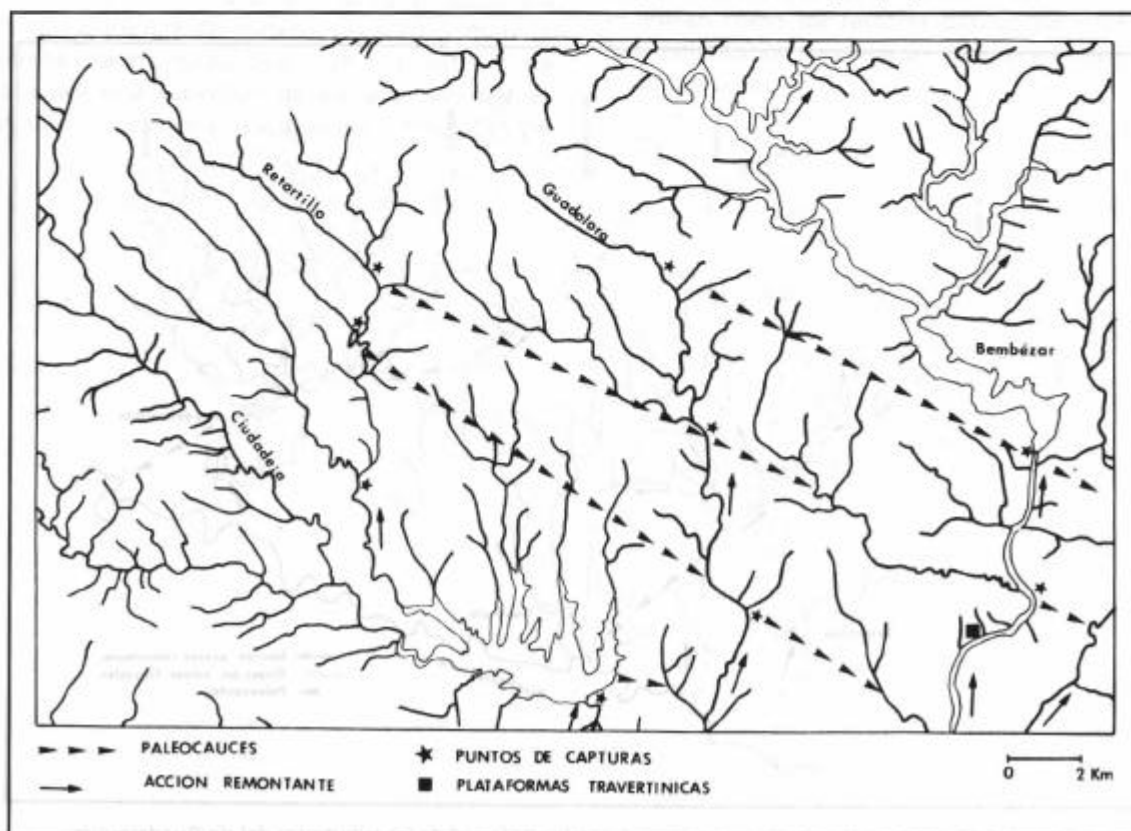 Retortillo
Guadalora
Bembézar
Ciudadeja
PALEOCAUCES
PUNTOS DE CAPTURAS
ACCION REMONTANTE
PLATAFORMAS TRAVERTINICAS
0 2 Km